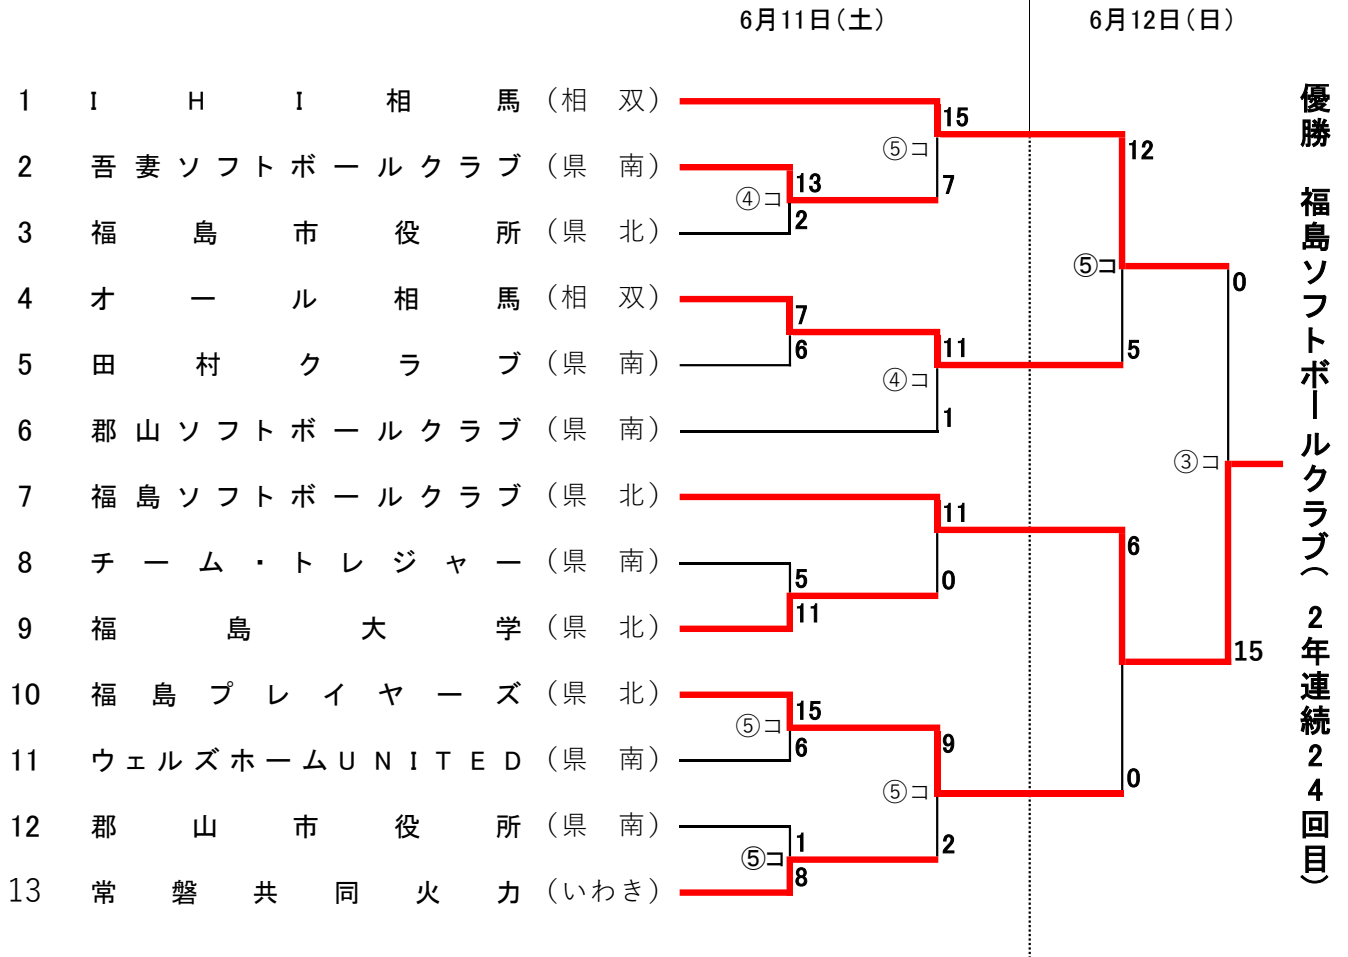 6月11日(土) 6月12日(日)
1 IHI相馬 (相双)
2 吾妻ソフトボールクラブ (県南)
3 福島市役所 (県北)
4 オール相馬 (相双)
5 田村クラブ (県南)
6 郡山ソフトボールクラブ (県南)
7 福島ソフトボールクラブ (県北)
8 チーム・トレジャー (県南)
9 福島大学 (県北)
10 福島プレイヤーズ (県北)
11 ウェルズホームUNITED (県南)
12 郡山市役所 (県南)
13 常磐共同火力 (いわき)
④コ 13
2
7
6
5
11
⑤コ 15
6
⑤コ 1
8
⑤コ 15
7
④コ 11
1
11
0
⑤コ 9
2
⑤コ 12
5
6
0
③コ 0
15
優勝 福島ソフトボールクラブ(2年連続24回目)